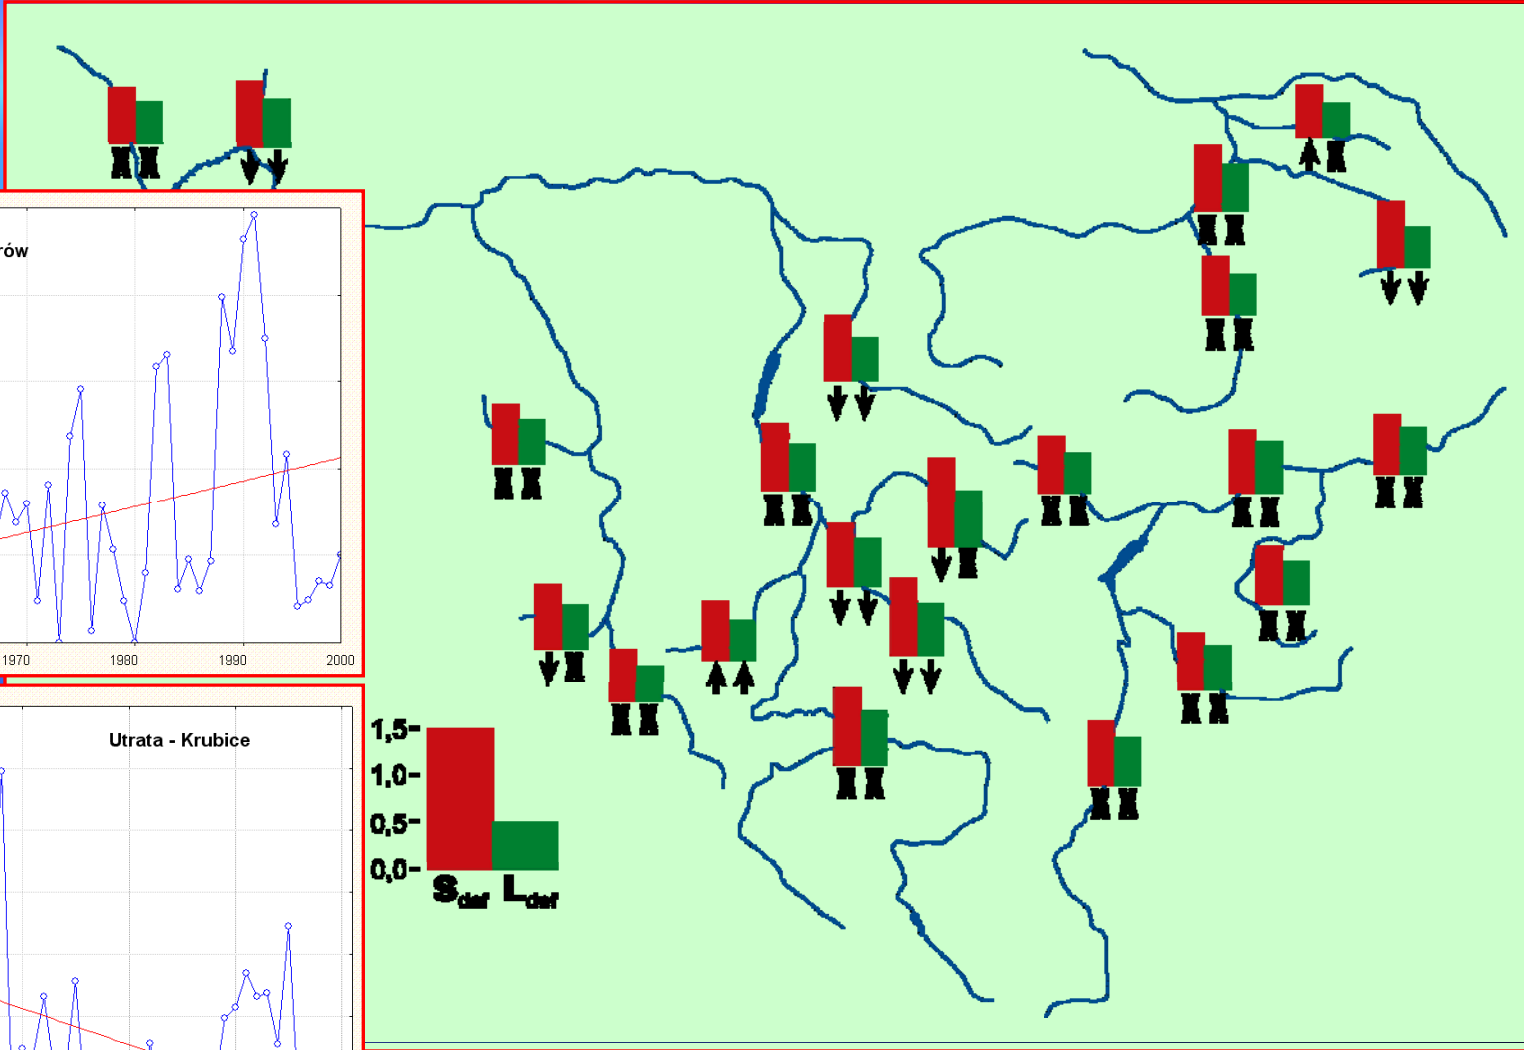 rów
1970 1980 1990 2000
Utrata - Krubice
1,5-
1,0-
0,5-
0,0-
Sdef Ldef